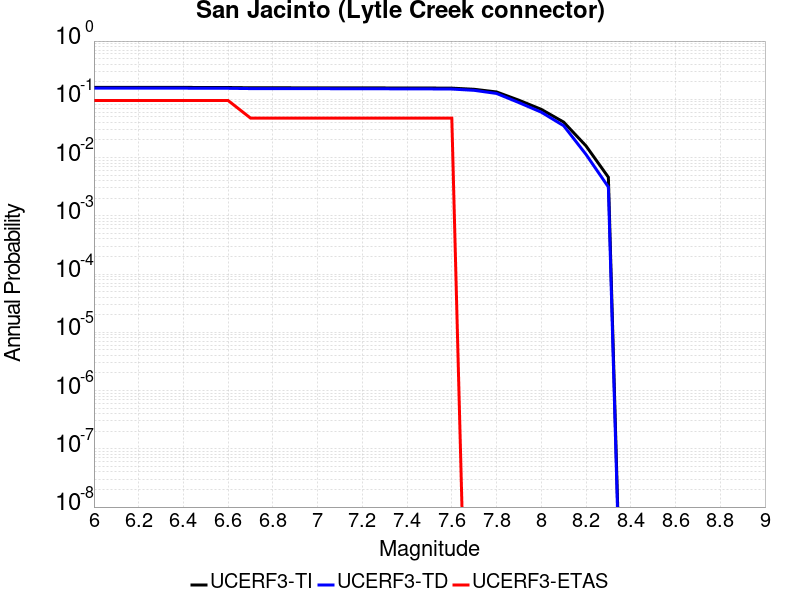 San Jacinto (Lytle Creek connector)
10^0
10^-1
10^-2
10^-3
10^-4
10^-5
10^-6
10^-7
10^-8
Annual Probability
6 6.2 6.4 6.6 6.8 7 7.2 7.4 7.6 7.8 8 8.2 8.4 8.6 8.8 9
Magnitude
UCERF3-TI UCERF3-TD UCERF3-ETAS